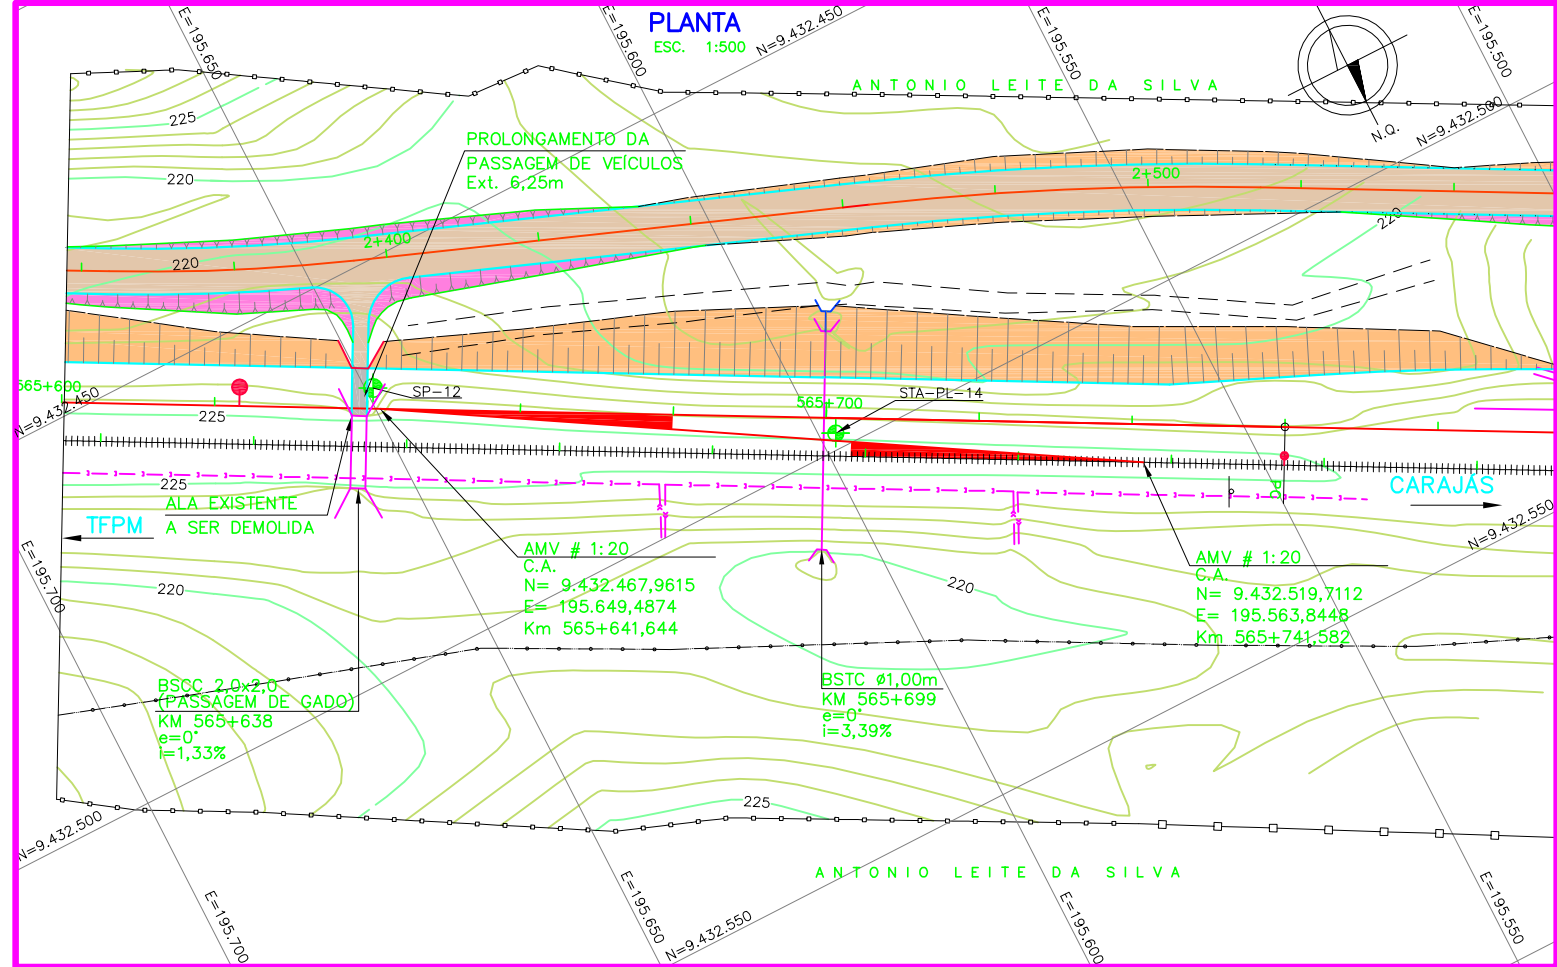 PLANTA
ESC. 1:500
E=195.650
E=195.600
N=9.432.450
E=195.550
E=195.500
N=9.432.500
N.Q.
ANTONIO LEITE DA SILVA
225
PROLONGAMENTO DA
PASSAGEM DE VEÍCULOS
Ext. 6,25m
220
2+500
220
2+400
220
565+600
SP-12
565+700
STA-PL-14
N=9.432.450
225
225
ALA EXISTENTE
A SER DEMOLIDA
TFPM
PC
CARAJÁS
N=9.432.550
E=195.700
AMV # 1:20
C.A.
N= 9.432.467,9615
E= 195.649,4874
Km 565+641,644
AMV # 1:20
C.A.
N= 9.432.519,7112
E= 195.563,8448
Km 565+741,582
220
220
BSCC 2,0x2,0
(PASSAGEM DE GADO)
KM 565+638
e=0°
i=1,33%
BSTC Ø1,00m
KM 565+699
e=0°
i=3,39%
225
N=9.432.500
ANTONIO LEITE DA SILVA
E=195.700
E=195.650
N=9.432.550
E=195.600
E=195.550